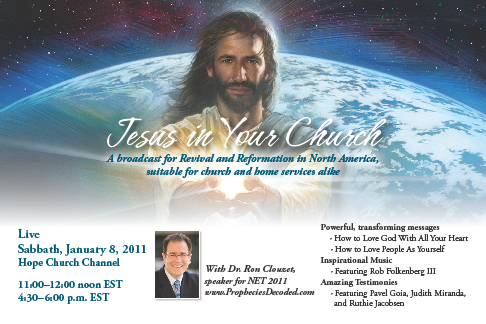 Jesus in Your Church
A broadcast for Revival and Reformation in North America,
suitable for church and home services alike
Live
Sabbath, January 8, 2011
Hope Church Channel
11:00–12:00 noon EST
4:30–6:00 p.m. EST
With Dr. Ron Clouzet,
speaker for NET 2011
www.PropheciesDecoded.com
Powerful, transforming messages
• How to Love God With All Your Heart
• How to Love People As Yourself
Inspirational Music
• Featuring Rob Folkenberg III
Amazing Testimonies
• Featuring Pavel Goia, Judith Miranda,
and Ruthie Jacobsen